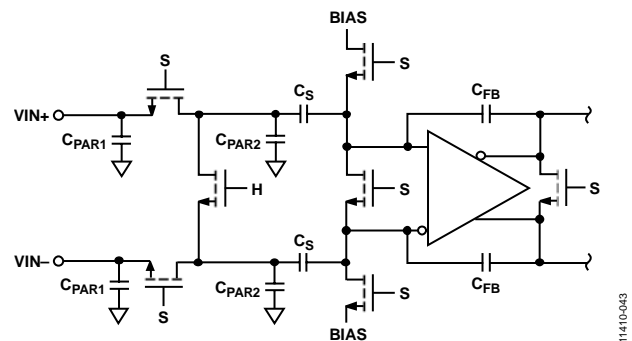 BIAS
S
S
CS
CFB
VIN+
CPAR1
CPAR2
H
S
S
CS
VIN–
CPAR1
CPAR2
S
S
CFB
BIAS
11410-043